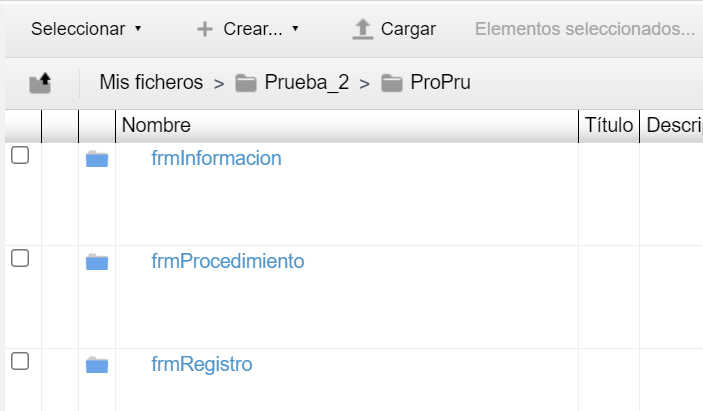 Seleccionar Crear... Cargar Elementos seleccionados...
Mis ficheros > Prueba_2 > ProPru
Nombre Título Descri
frmInformacion
frmProcedimiento
frmRegistro